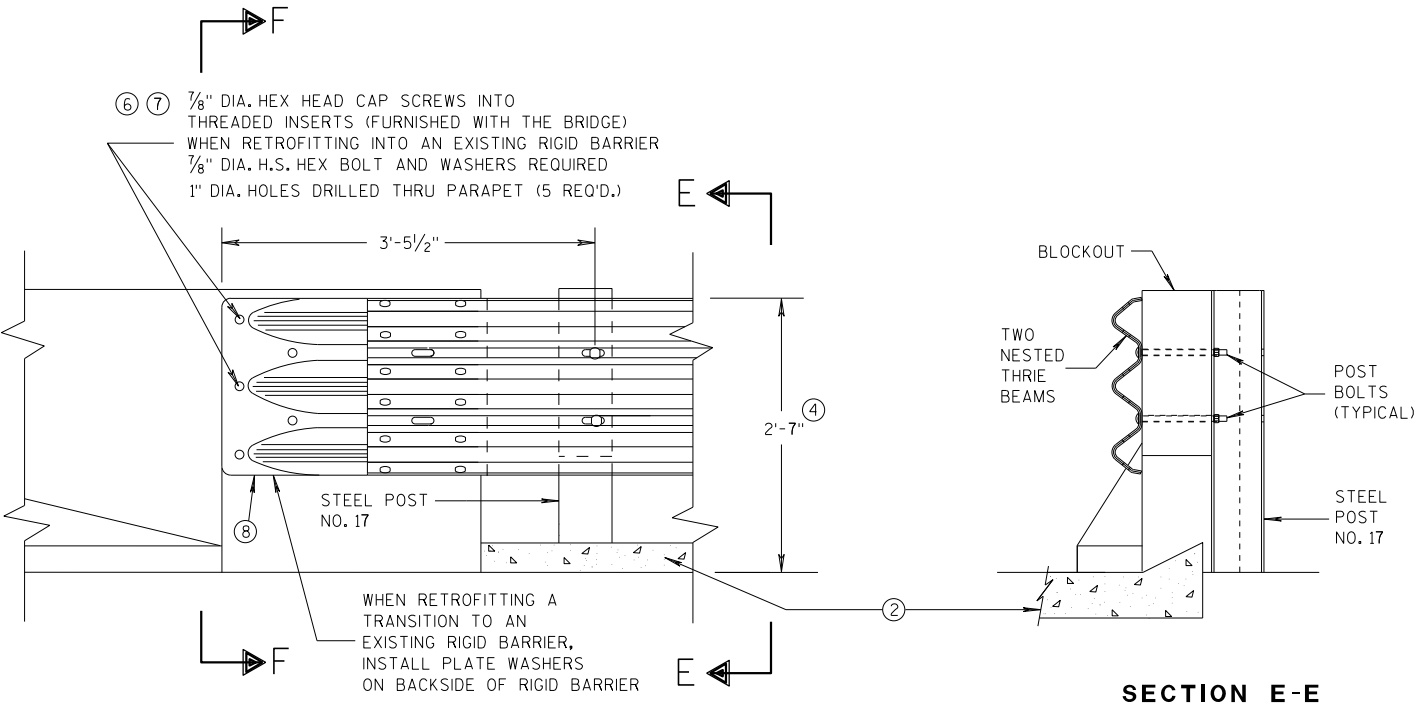 F
⑥ ⑦ 7/8" DIA. HEX HEAD CAP SCREWS INTO
THREADED INSERTS (FURNISHED WITH THE BRIDGE)
WHEN RETROFITTING INTO AN EXISTING RIGID BARRIER
7/8" DIA. H.S. HEX BOLT AND WASHERS REQUIRED
1" DIA. HOLES DRILLED THRU PARAPET (5 REQ'D.)
E
3'-5 1/2"
BLOCKOUT
TWO
NESTED
THRIE
BEAMS
POST
BOLTS
(TYPICAL)
2'-7" ④
STEEL POST
NO. 17
STEEL
POST
NO. 17
⑧
②
WHEN RETROFITTING A
TRANSITION TO AN
EXISTING RIGID BARRIER,
INSTALL PLATE WASHERS
ON BACKSIDE OF RIGID BARRIER
F
E
SECTION E-E